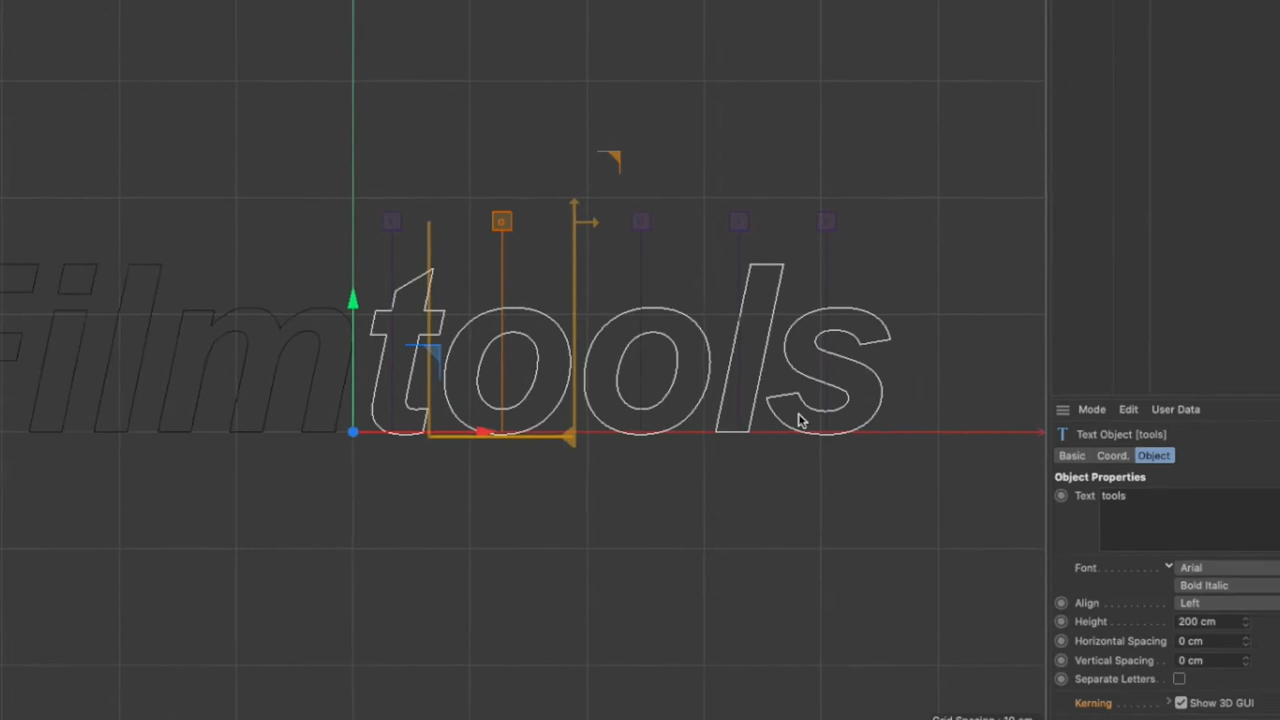 Filmtools
Mode Edit User Data
Text Object [tools]
Basic Coord. Object
Object Properties
Text tools
Font. . . . . . . . . . . Arial
Bold Italic
Align . . . . . . . . . . Left
Height . . . . . . . . . 200 cm
Horizontal Spacing 0 cm
Vertical Spacing . . 0 cm
Separate Letters. .
Kerning . . . . . . . . Show 3D GUI